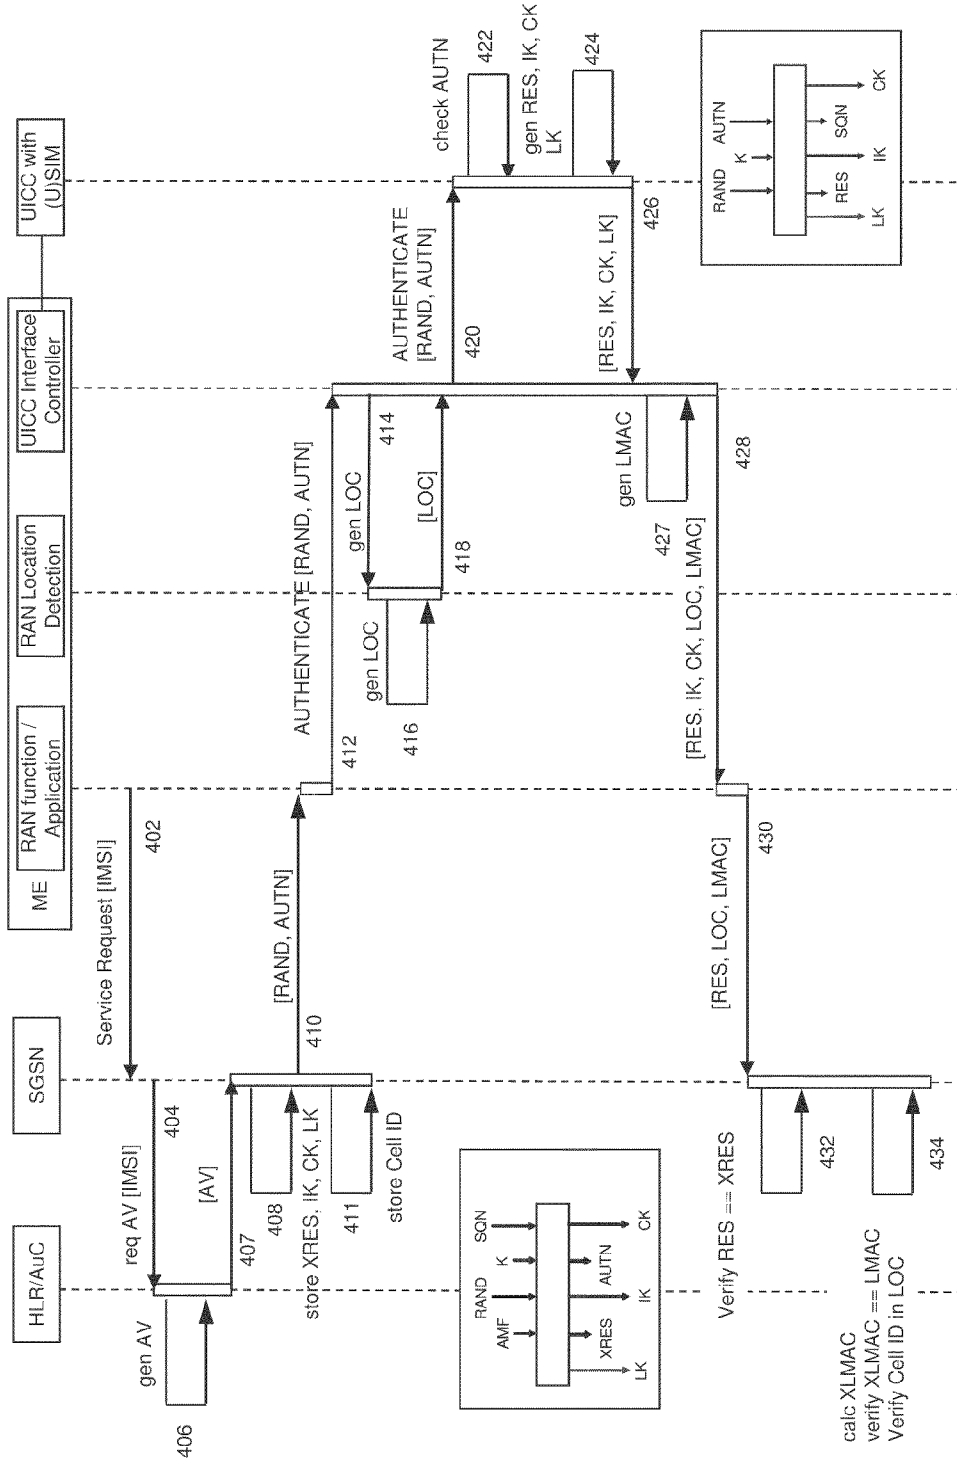 HLR/AuC
SGSN
ME
RAN function /
Application
RAN Location
Detection
UICC Interface
Controller
UICC with
(U)SIM
Service Request [IMSI]
402
req AV [IMSI]
404
gen AV
406
[AV]
407
408
store XRES, IK, CK, LK
[RAND, AUTN]
410
411
store Cell ID
AUTHENTICATE [RAND, AUTN]
412
gen LOC
414
gen LOC
416
[LOC]
418
AUTHENTICATE
[RAND, AUTN]
420
check AUTN
422
gen RES, IK, CK
LK
424
[RES, IK, CK, LK]
426
gen LMAC
427
[RES, IK, CK, LOC, LMAC]
428
[RES, LOC, LMAC]
430
Verify RES == XRES
432
calc XLMAC
verify XLMAC == LMAC
Verify Cell ID in LOC
434
AMF
RAND
K
SQN
LK
XRES
IK
AUTN
CK
RAND
K
AUTN
LK
RES
IK
SQN
CK